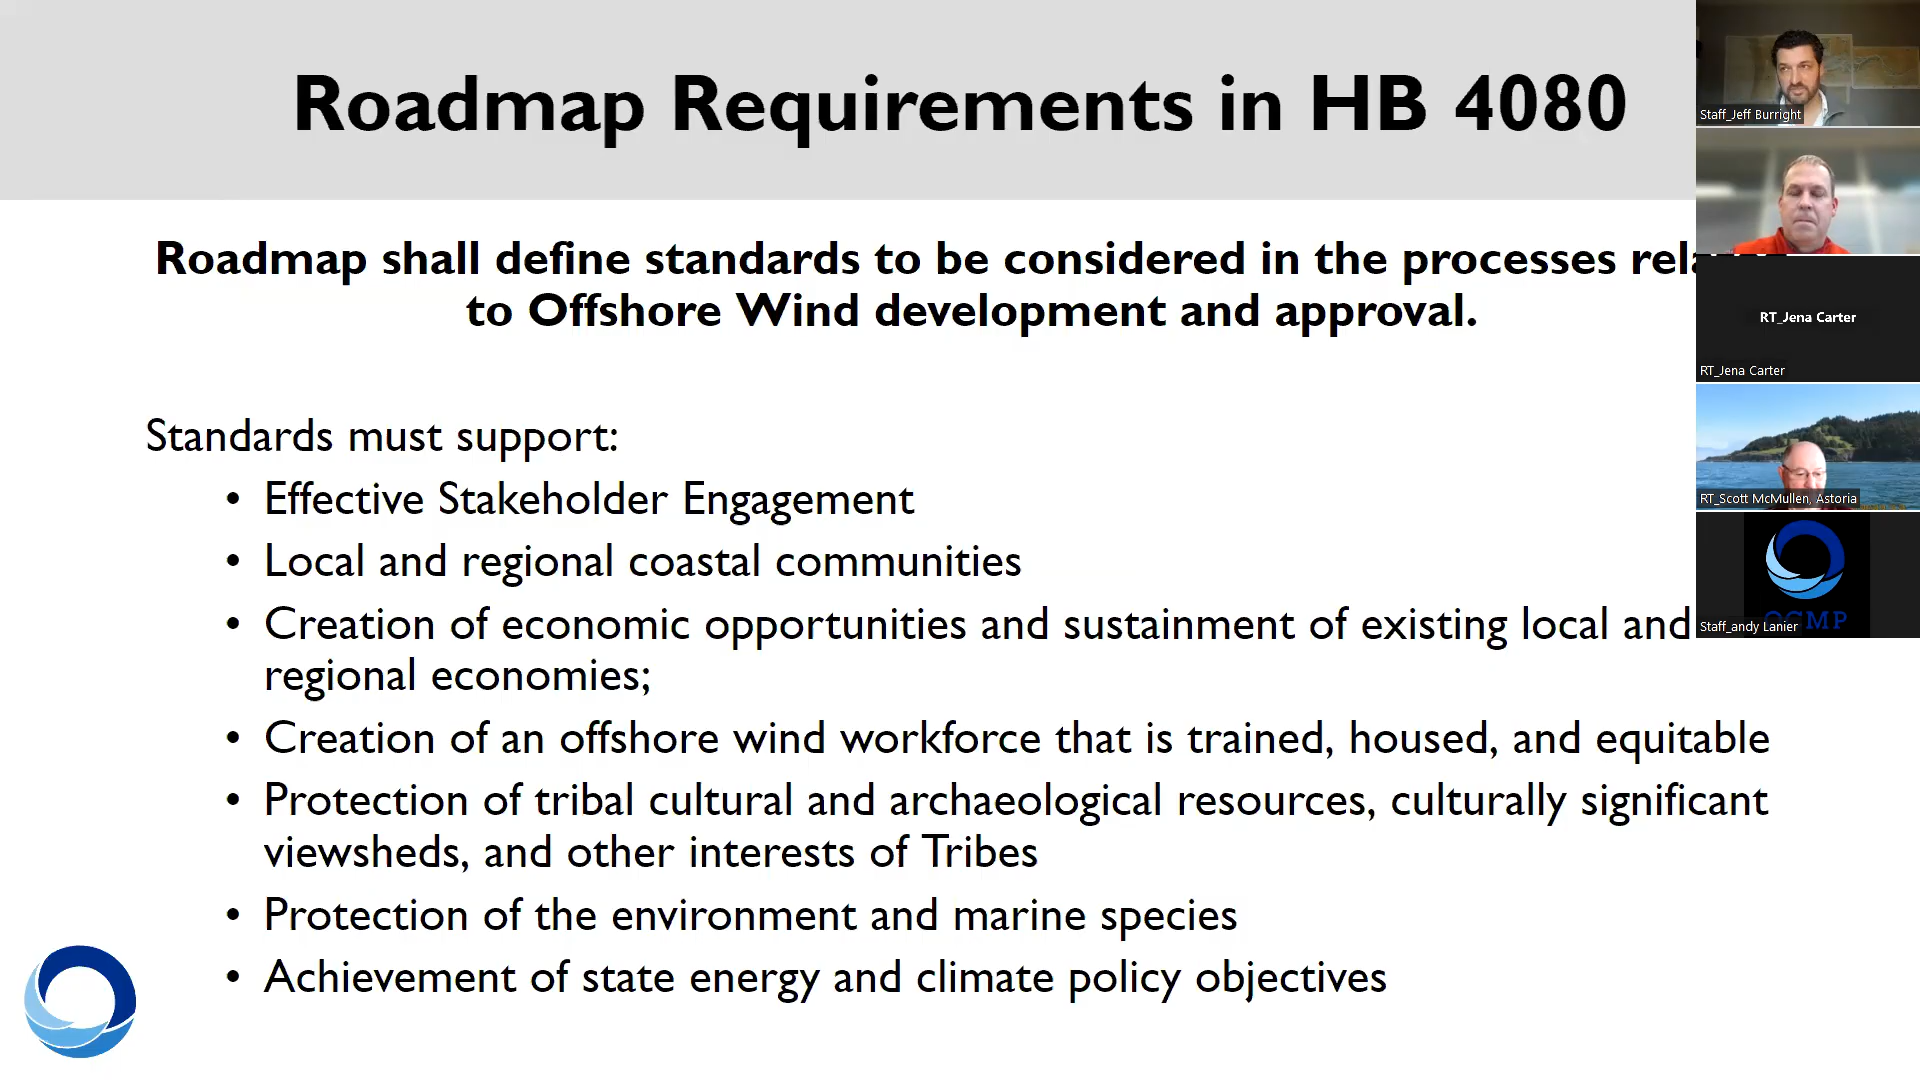 Roadmap Requirements in HB 4080
Roadmap shall define standards to be considered in the processes
to Offshore Wind development and approval.
Standards must support:
• Effective Stakeholder Engagement
• Local and regional coastal communities
• Creation of economic opportunities and sustainment of existing local and
regional economies;
• Creation of an offshore wind workforce that is trained, housed, and equitable
• Protection of tribal cultural and archaeological resources, culturally significant
viewsheds, and other interests of Tribes
• Protection of the environment and marine species
• Achievement of state energy and climate policy objectives
Staff_Jeff Burright
RT_Jena Carter
RT_Jena Carter
RT_Scott McMullen, Astoria
Staff_andy Lanier